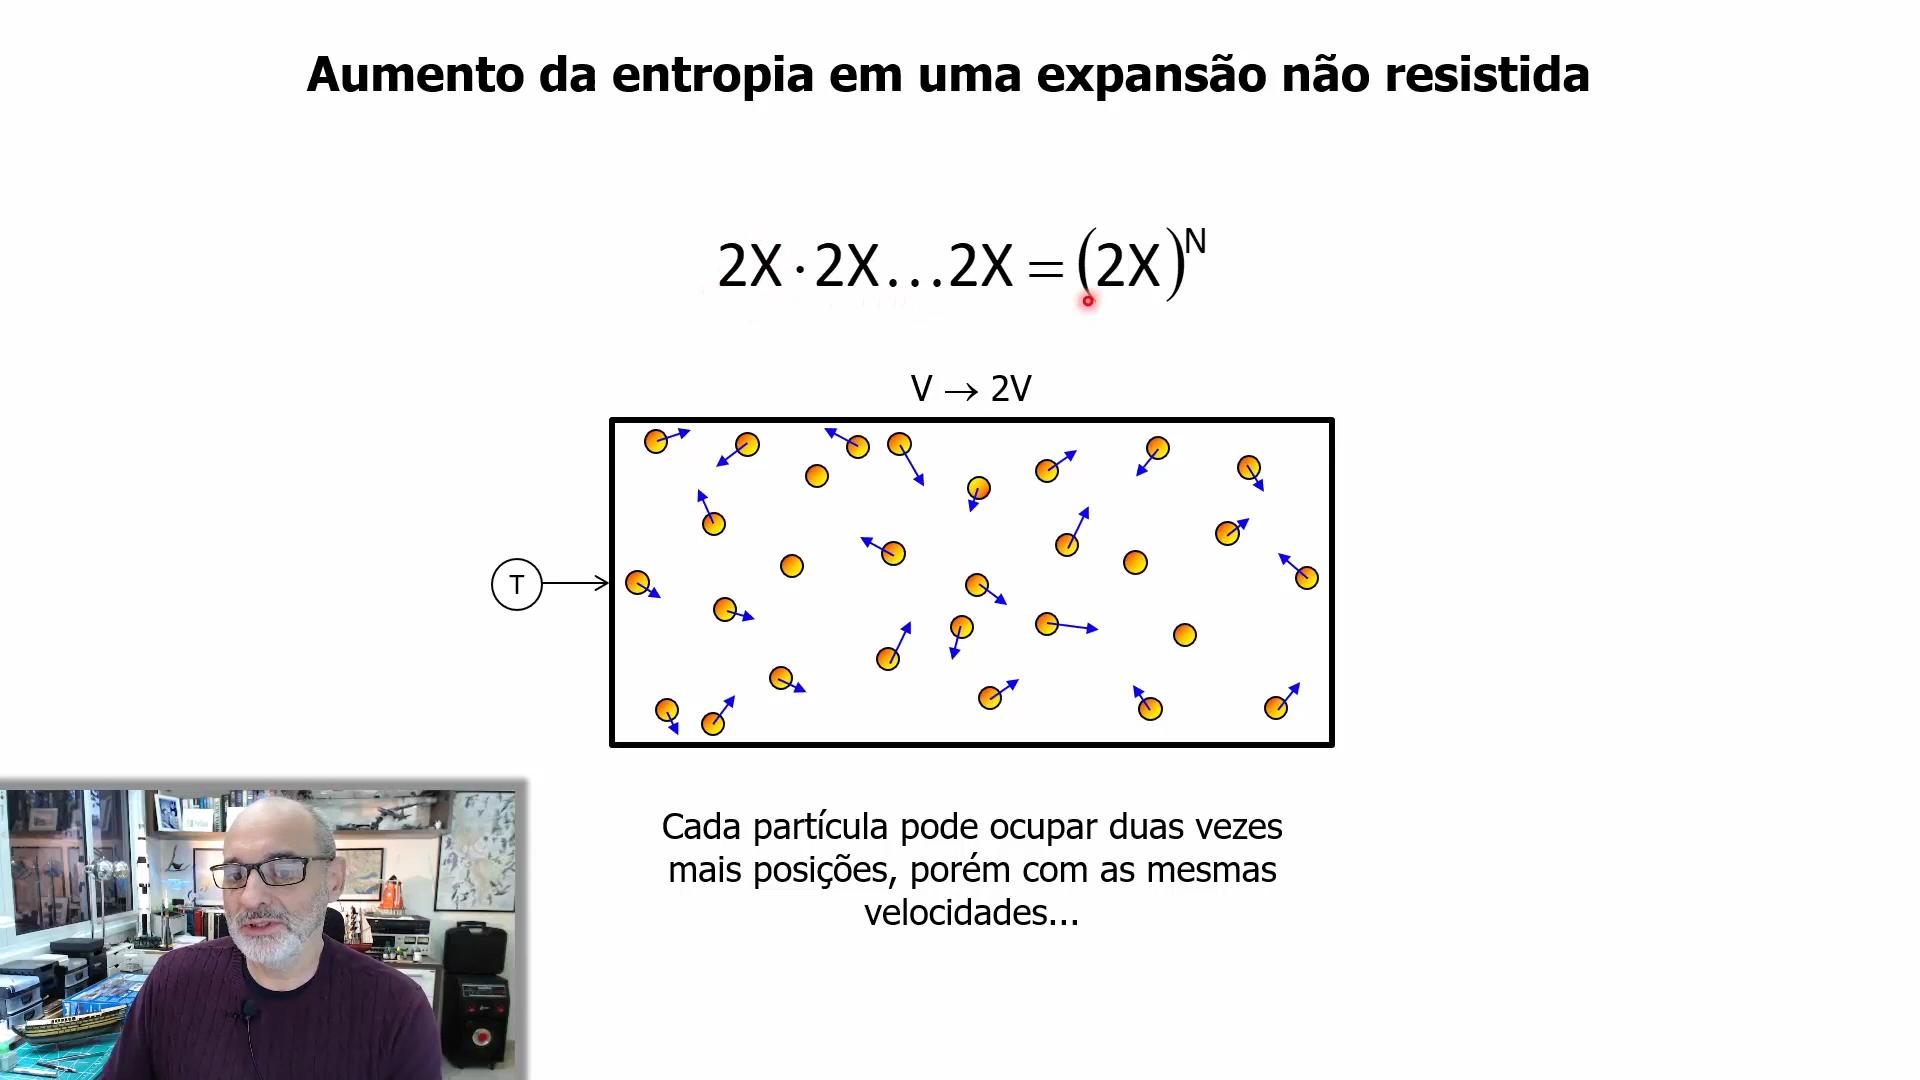 Aumento da entropia em uma expansão não resistida
2X·2X…2X=(2X)ᴺ
V → 2V
T
Cada partícula pode ocupar duas vezes
mais posições, porém com as mesmas
velocidades...